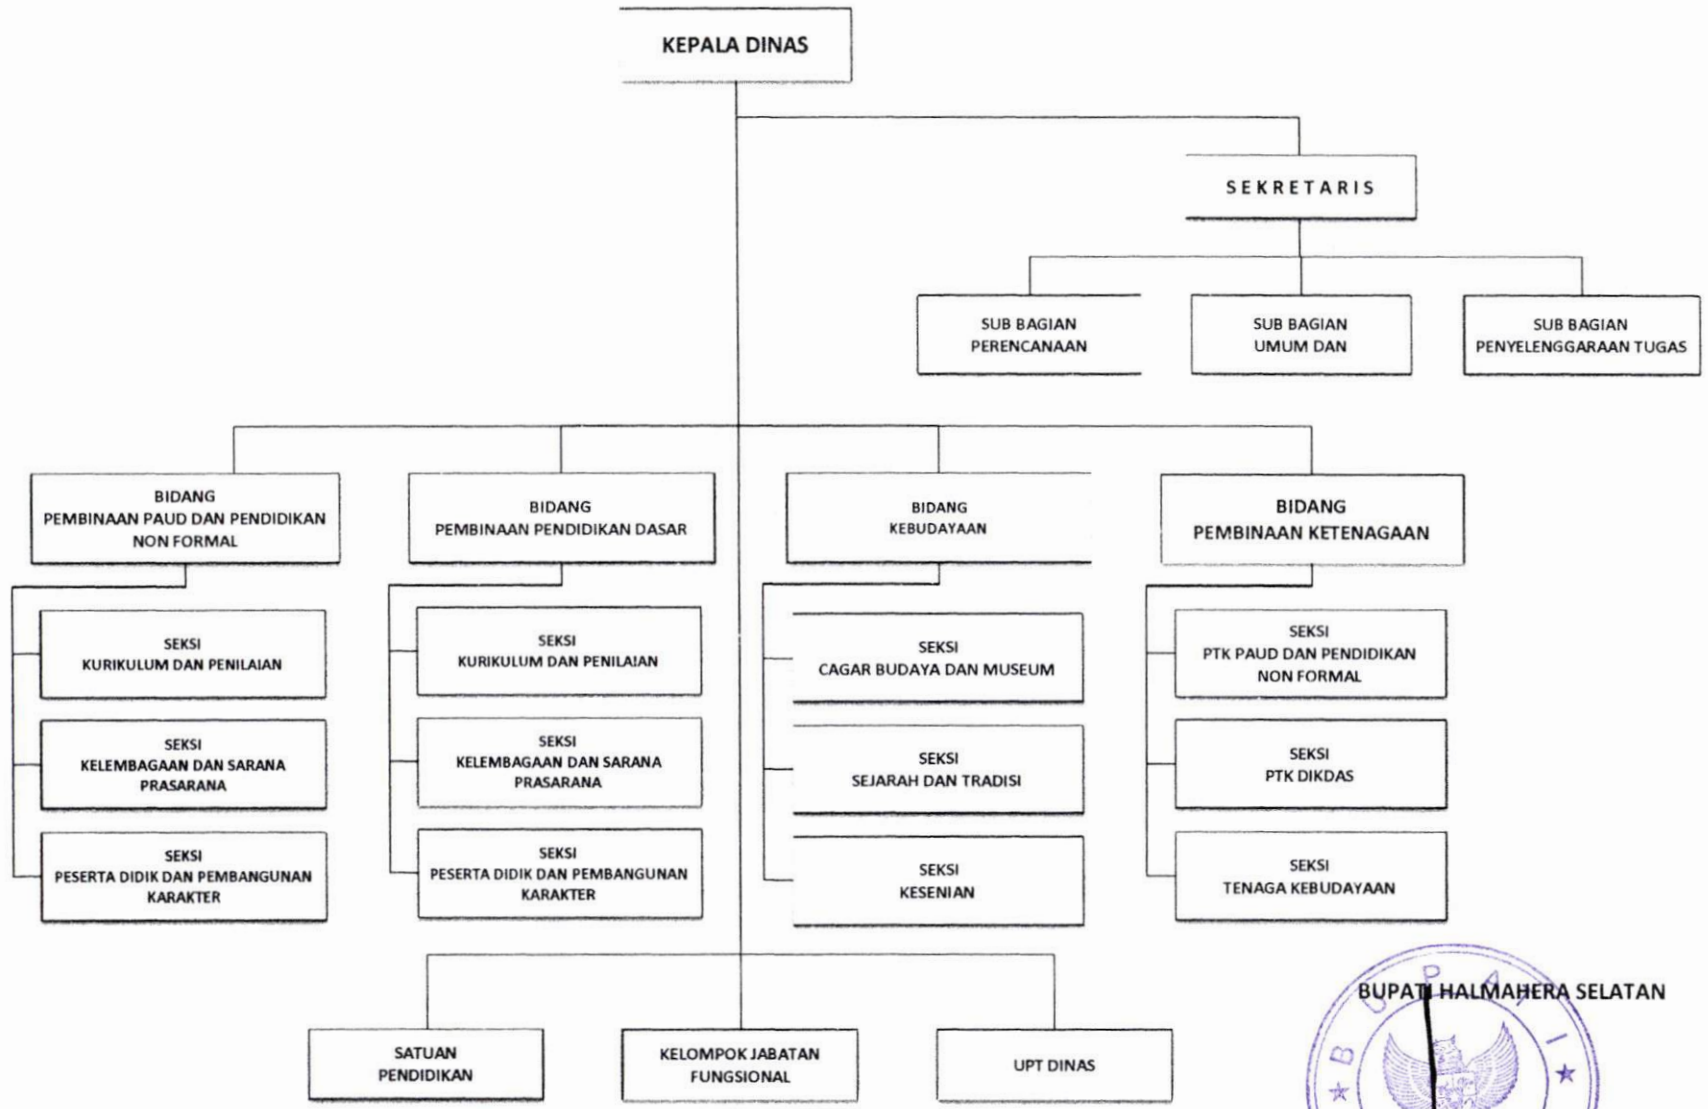 KEPALA DINAS
S E K R E T A R I S
SUB BAGIAN
PERENCANAAN
SUB BAGIAN
UMUM DAN
SUB BAGIAN
PENYELENGGARAAN TUGAS
BIDANG
PEMBINAAN PAUD DAN PENDIDIKAN
NON FORMAL
BIDANG
PEMBINAAN PENDIDIKAN DASAR
BIDANG
KEBUDAYAAN
BIDANG
PEMBINAAN KETENAGAAN
SEKSI
KURIKULUM DAN PENILAIAN
SEKSI
KELEMBAGAAN DAN SARANA
PRASARANA
SEKSI
PESERTA DIDIK DAN PEMBANGUNAN
KARAKTER
SEKSI
KURIKULUM DAN PENILAIAN
SEKSI
KELEMBAGAAN DAN SARANA
PRASARANA
SEKSI
PESERTA DIDIK DAN PEMBANGUNAN
KARAKTER
SEKSI
CAGAR BUDAYA DAN MUSEUM
SEKSI
SEJARAH DAN TRADISI
SEKSI
KESENIAN
SEKSI
PTK PAUD DAN PENDIDIKAN
NON FORMAL
SEKSI
PTK DIKDAS
SEKSI
TENAGA KEBUDAYAAN
SATUAN
PENDIDIKAN
KELOMPOK JABATAN
FUNGSIONAL
UPT DINAS
BUPATI HALMAHERA SELATAN
BUPATI